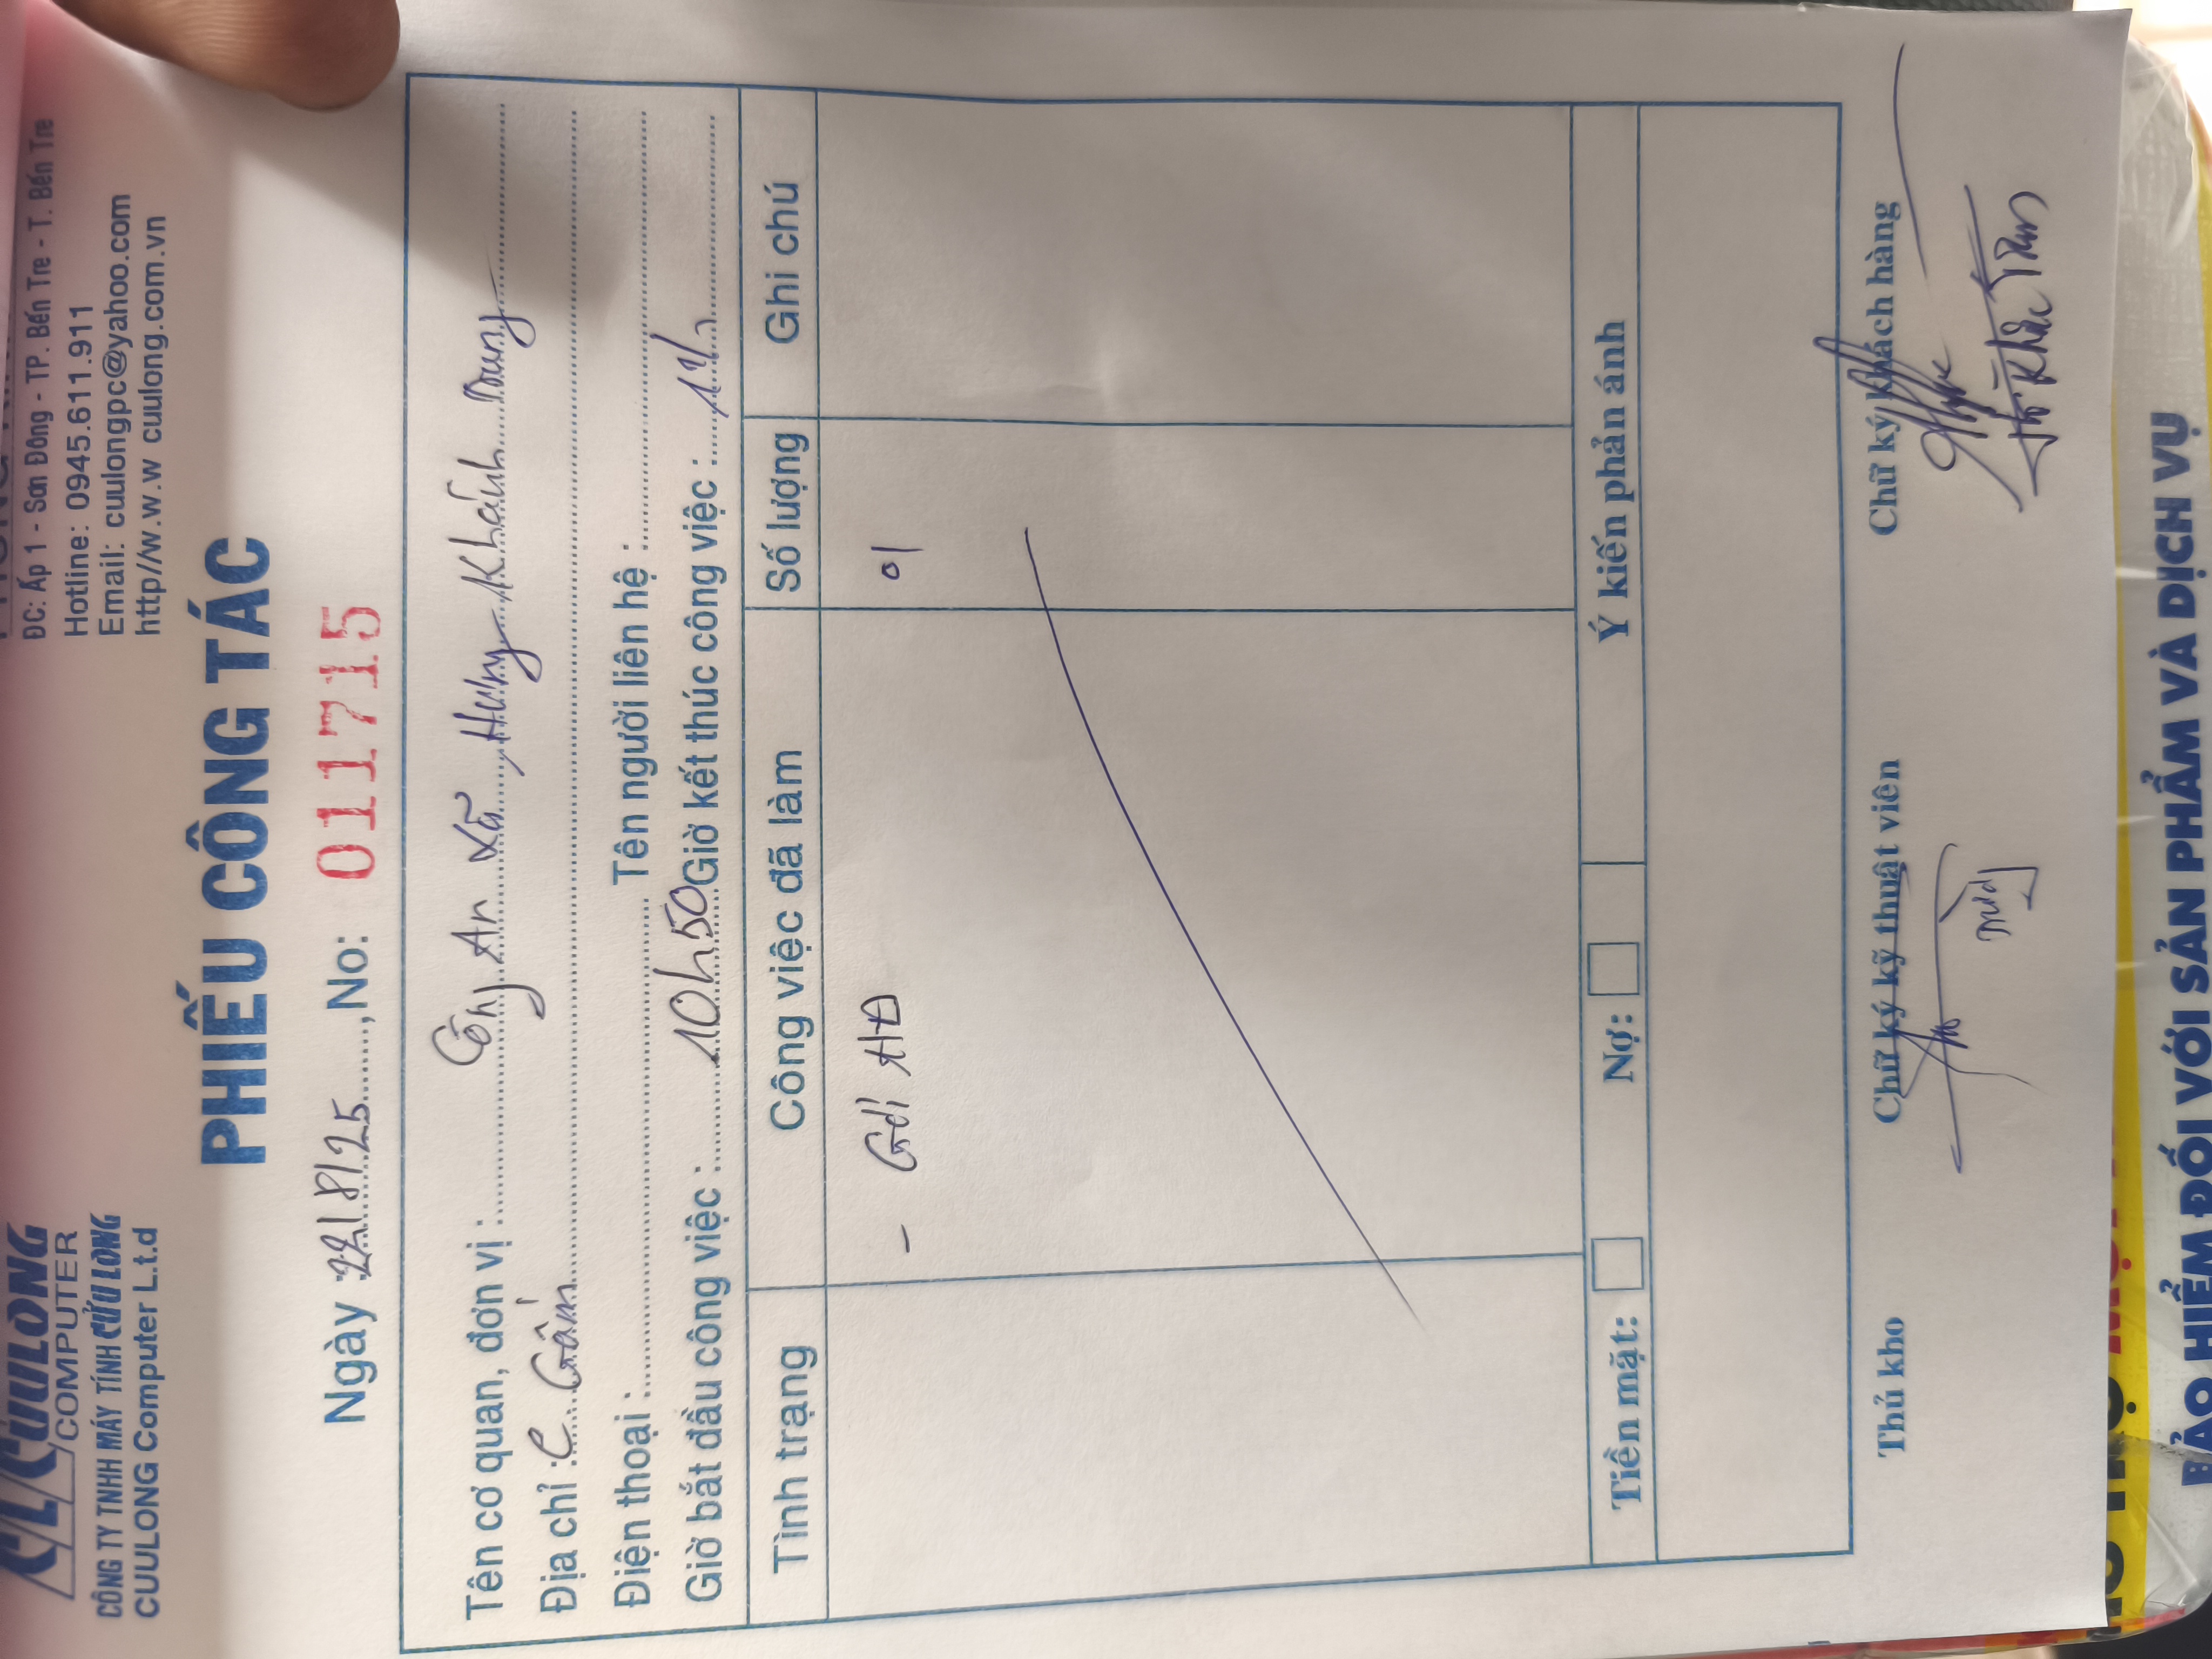 CUULONG
COMPUTER
CÔNG TY TNHH MÁY TÍNH CỬU LONG
CUULONG Computer L.t.d
ĐC: Ấp 1 - Sơn Đông - TP. Bến Tre - T. Bến Tre
Hotline: 0945.6111.911
Email: cuulongpc@yahoo.com
http//w.w.w cuulong.com.vn
PHIẾU CÔNG TÁC
Ngày 22/8/25, No: 011715
Tên cơ quan, đơn vị : Công An xã Hưng Khánh Trung
Địa chỉ : C Gấm
Điện thoại : Tên người liên hệ :
Giờ bắt đầu công việc : 10h50 Giờ kết thúc công việc : 11h
Tình trạng Công việc đã làm Số lượng Ghi chú
- Gởi HĐ 01
Tiền mặt: Nợ: Ý kiến phản ánh
Thủ kho Chữ ký kỹ thuật viên Chữ ký khách hàng
BẢO HIỂM ĐỐI VỚI SẢN PHẨM VÀ DỊCH VỤ